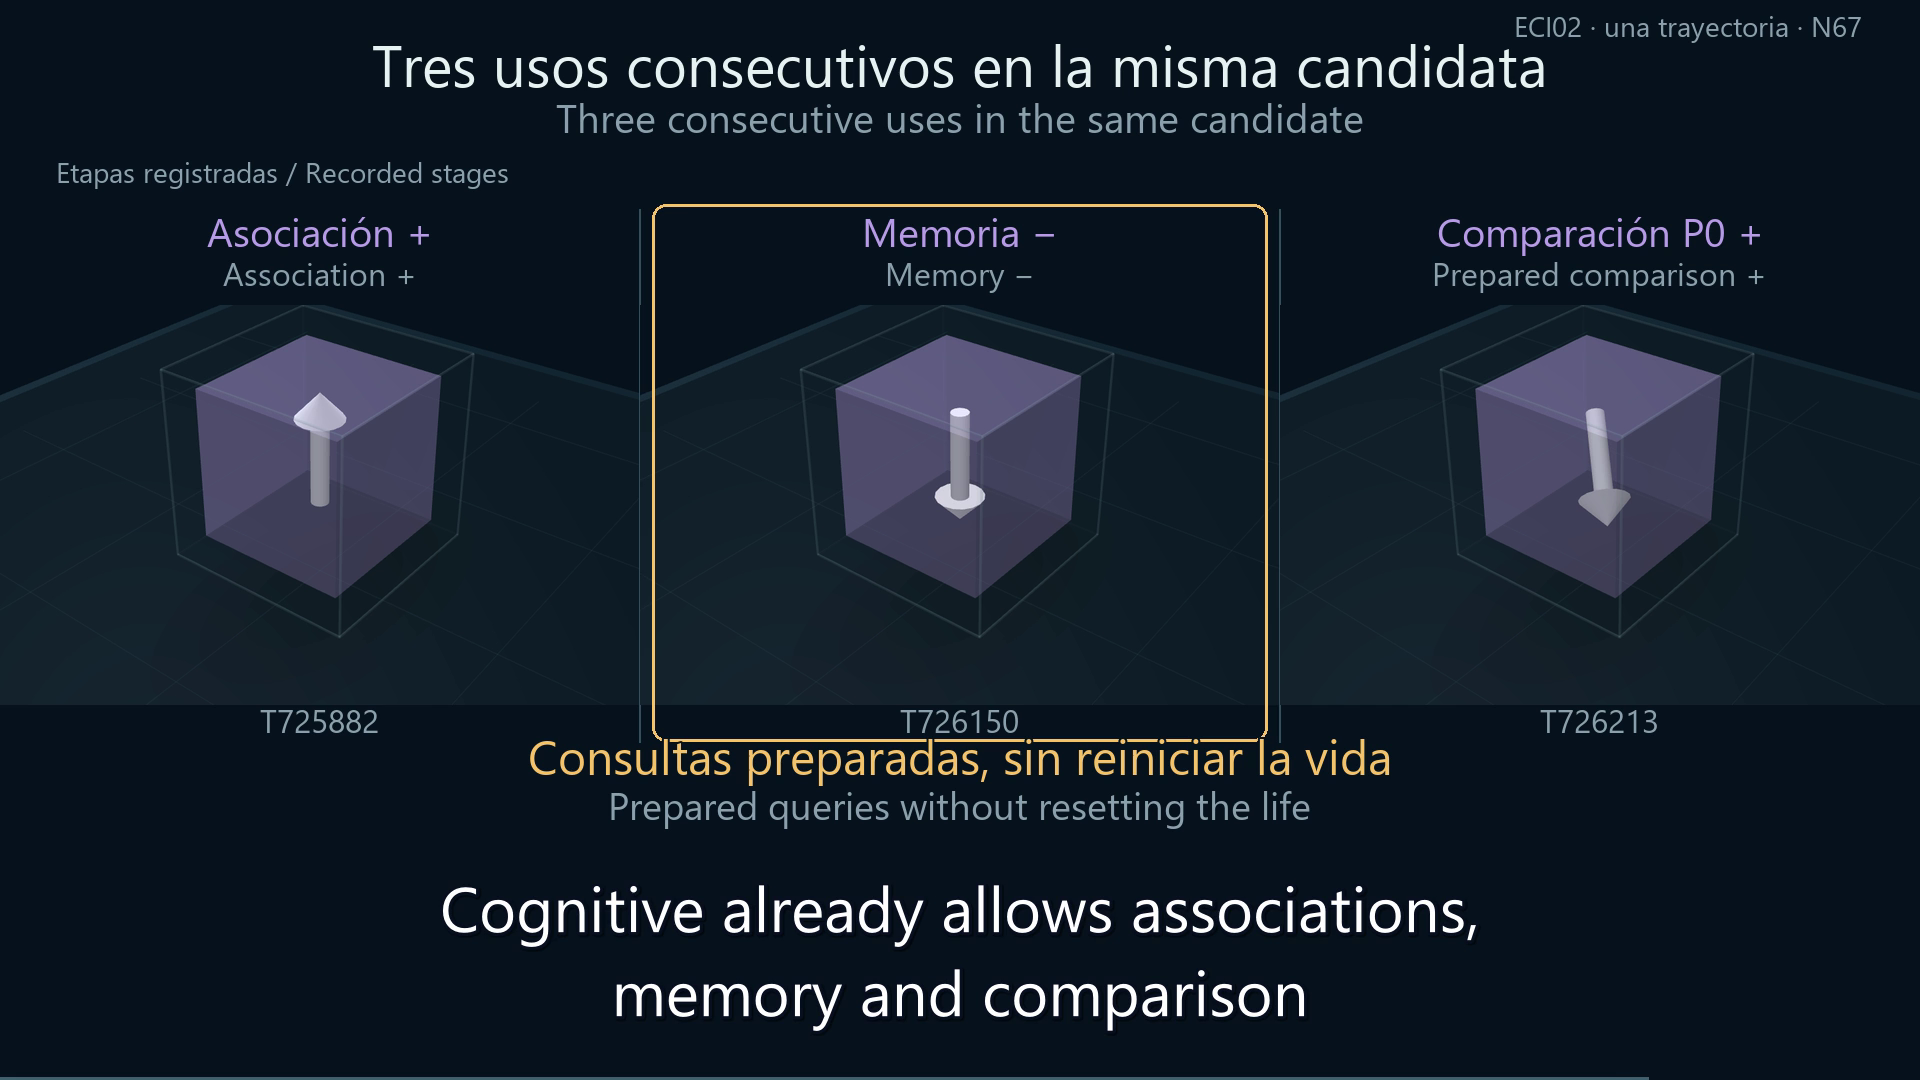 ECI02 · una trayectoria · N67
Tres usos consecutivos en la misma candidata
Three consecutive uses in the same candidate
Etapas registradas / Recorded stages
Asociación +
Association +
Memoria −
Memory −
Comparación P0 +
Prepared comparison +
T725882
T726150
T726213
Consultas preparadas, sin reiniciar la vida
Prepared queries without resetting the life
Cognitive already allows associations,
memory and comparison